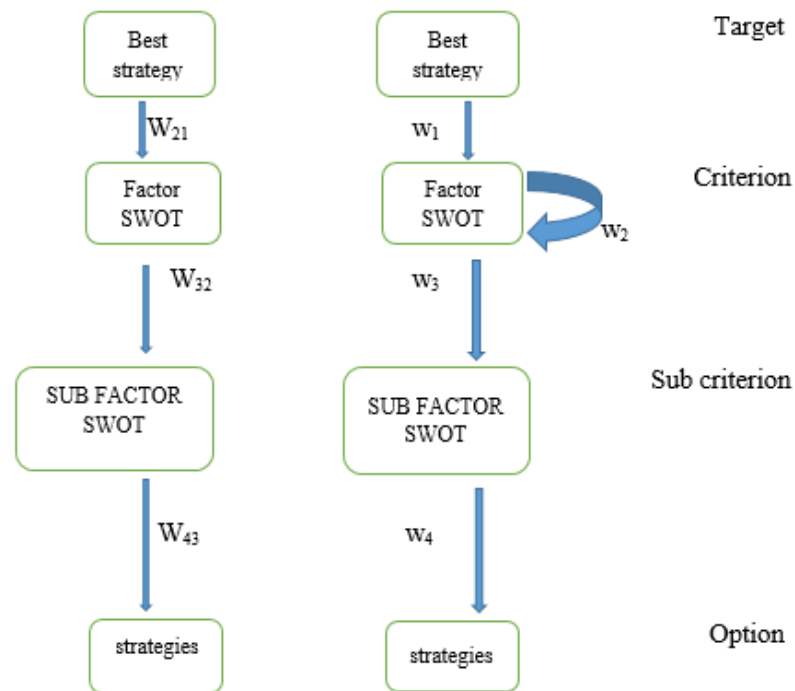 Best
strategy
Best
strategy
Target
W₂₁
w₁
Factor
SWOT
Factor
SWOT
Criterion
w₂
W₃₂
w₃
SUB FACTOR
SWOT
SUB FACTOR
SWOT
Sub criterion
W₄₃
w₄
strategies
strategies
Option